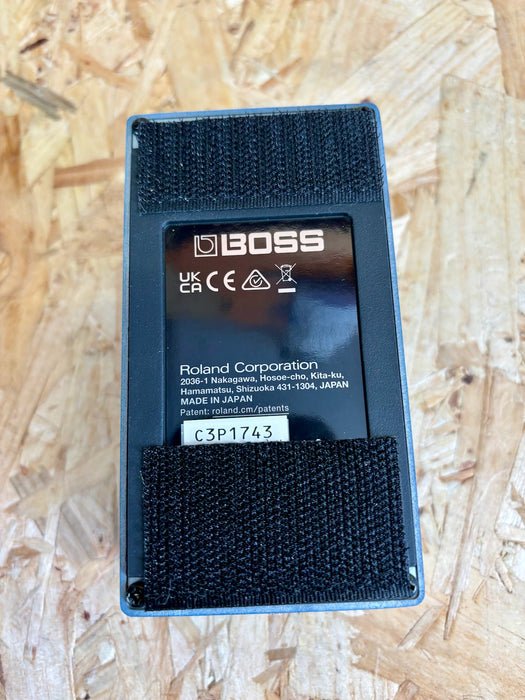 BOSS
UK
CA CE
Roland Corporation
2036-1 Nakagawa, Hosoe-cho, Kita-ku,
Hamamatsu, Shizuoka 431-1304, JAPAN
MADE IN JAPAN
Patent: roland.cm/patents
C3P1743